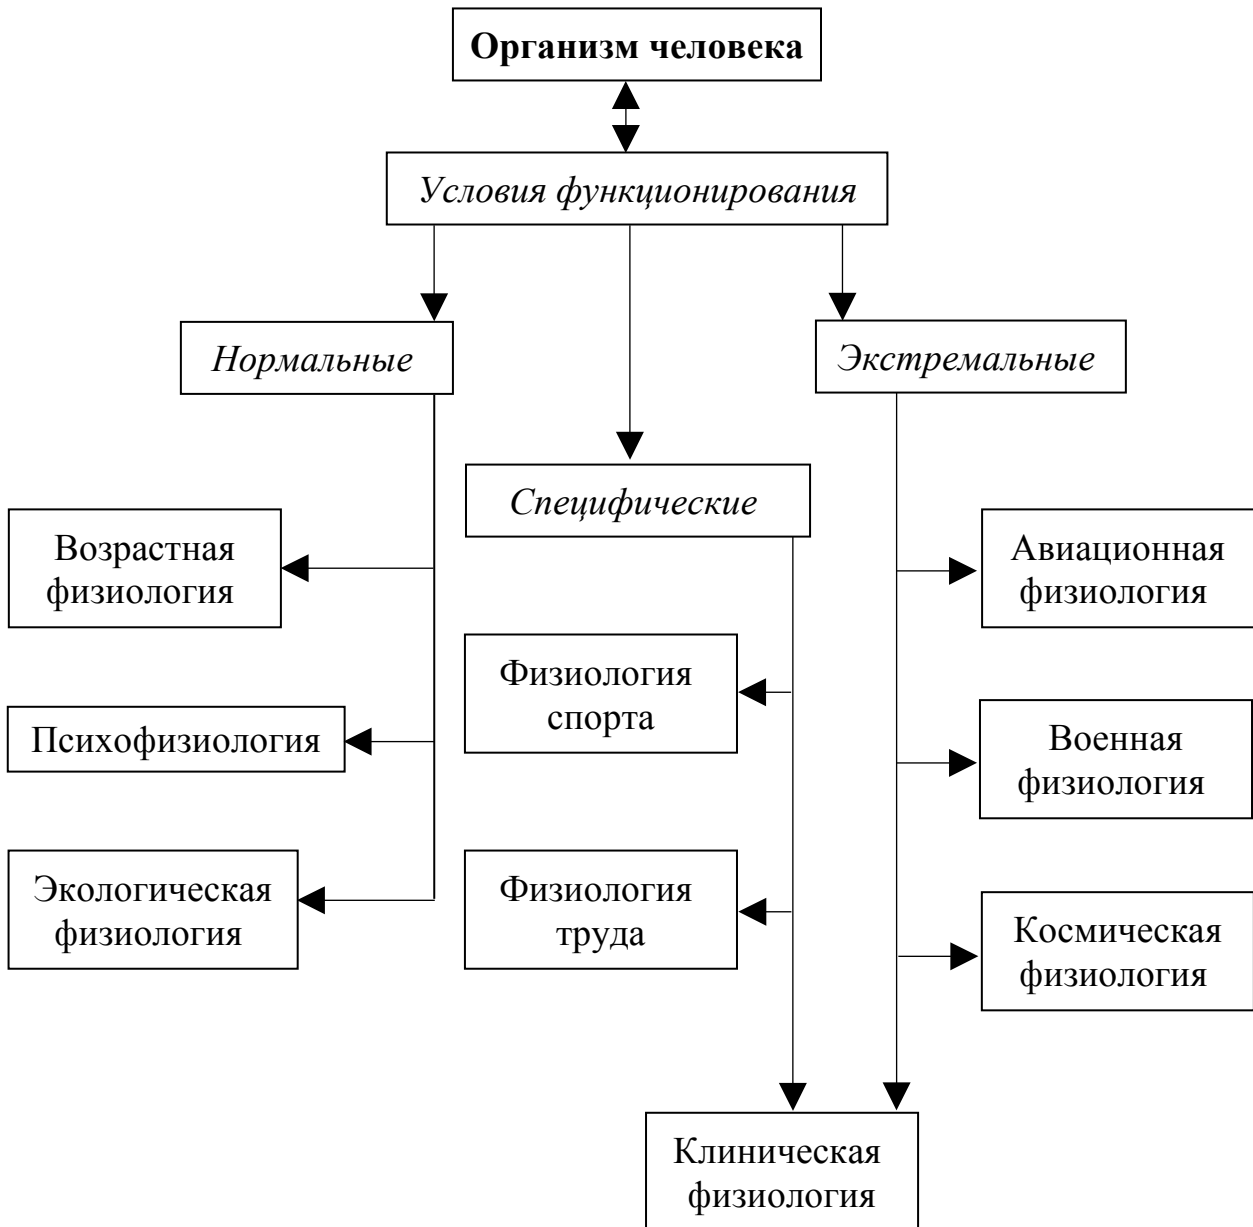 Организм человека
Условия функционирования
Нормальные
Экстремальные
Специфические
Возрастная
физиология
Авиационная
физиология
Физиология
спорта
Психофизиология
Военная
физиология
Экологическая
физиология
Физиология
труда
Космическая
физиология
Клиническая
физиология